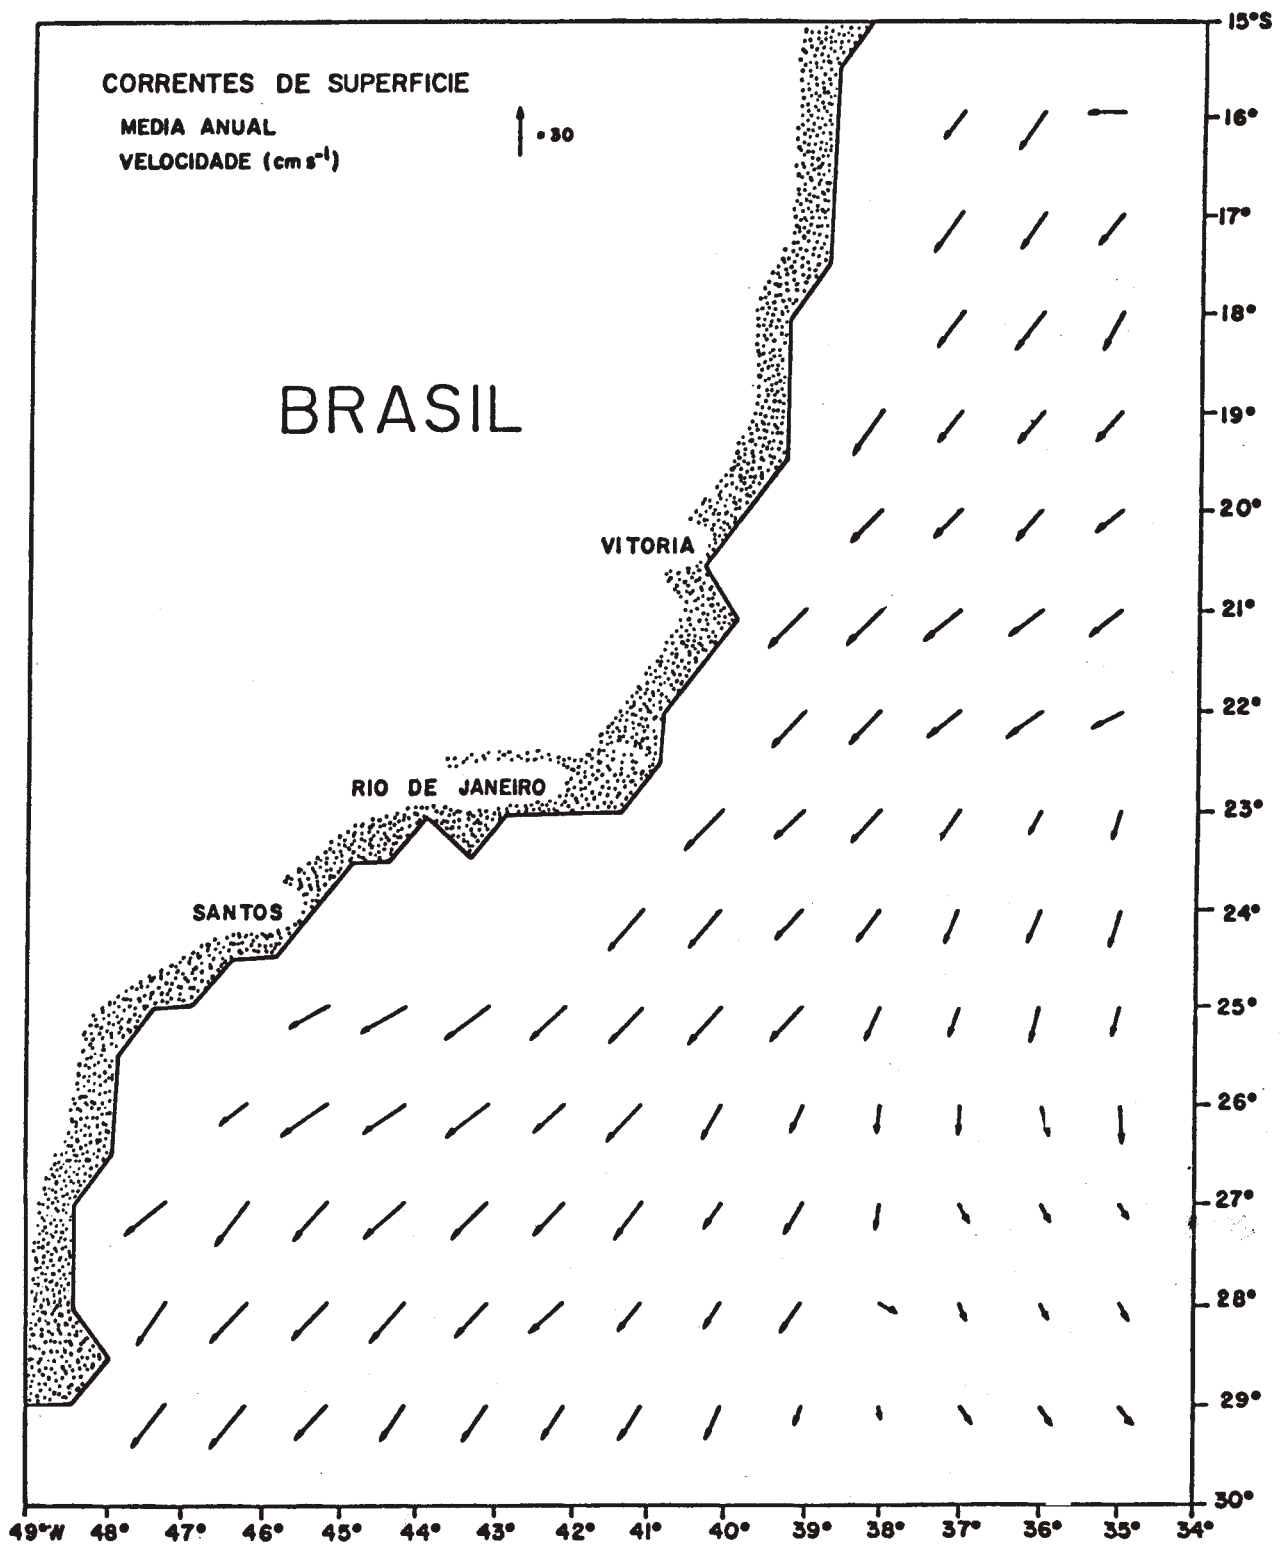 CORRENTES DE SUPERFICIE
MEDIA ANUAL
VELOCIDADE (cm s⁻¹)
= 30
BRASIL
VITORIA
RIO DE JANEIRO
SANTOS
15°S
16°
17°
18°
19°
20°
21°
22°
23°
24°
25°
26°
27°
28°
29°
30°
49°W 48° 47° 46° 45° 44° 43° 42° 41° 40° 39° 38° 37° 36° 35° 34°